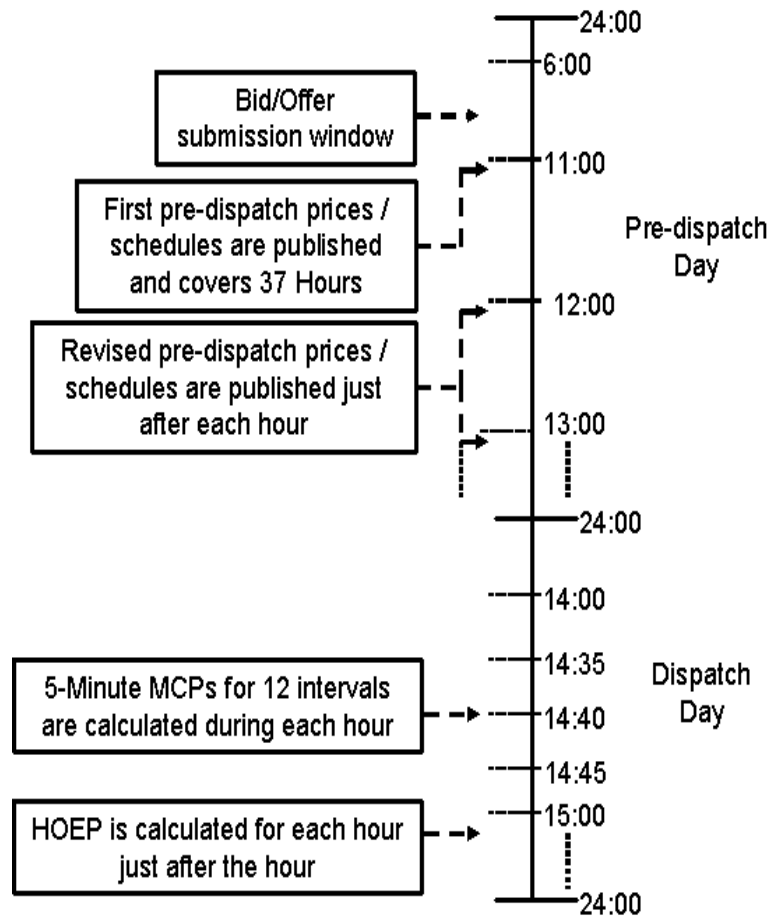 24:00
6:00
Bid/Offer
submission window
11:00
First pre-dispatch prices /
schedules are published
and covers 37 Hours
Pre-dispatch
Day
12:00
Revised pre-dispatch prices /
schedules are published just
after each hour
13:00
24:00
14:00
14:35
5-Minute MCPs for 12 intervals
are calculated during each hour
Dispatch
Day
14:40
14:45
HOEP is calculated for each hour
just after the hour
15:00
24:00